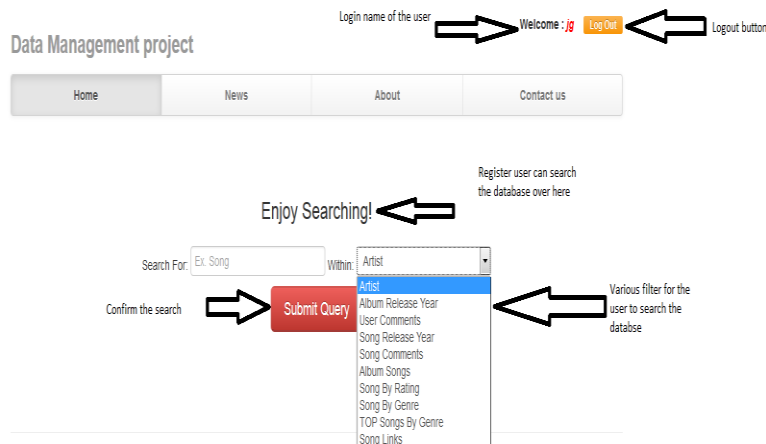 Login name of the user
Welcome : jg
Log Out
Logout button
Data Management project
Home News About Contact us
Register user can search
the database over here
Enjoy Searching!
Search For: Ex. Song Within: Artist
Artist
Album Release Year
User Comments
Song Release Year
Song Comments
Album Songs
Song By Rating
Song By Genre
TOP Songs By Genre
Song Links
Confirm the search
Submit Query
Various filter for the
user to search the
databse